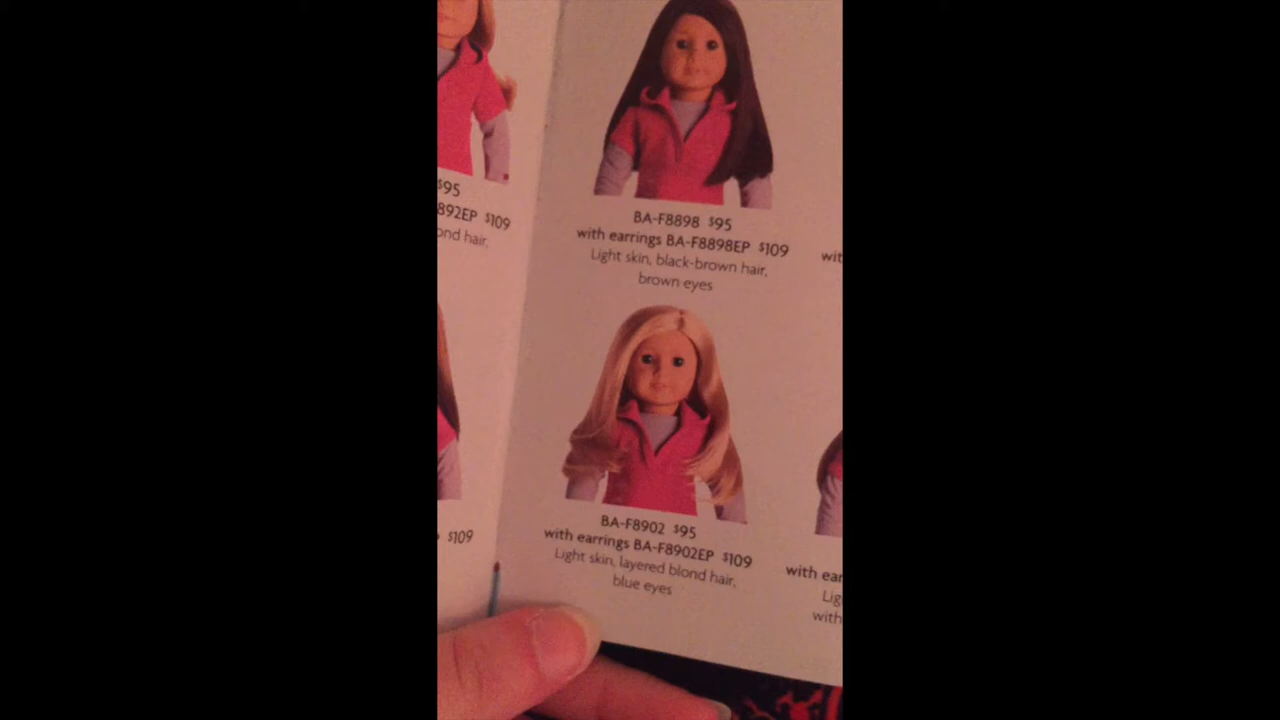 $95
892EP $109
ond hair,
$109
BA-F8898 $95
with earrings BA-F8898EP $109
Light skin, black-brown hair,
brown eyes
BA-F8902 $95
with earrings BA-F8902EP $109
Light skin, layered blond hair,
blue eyes
wit
with ear
Lig
with